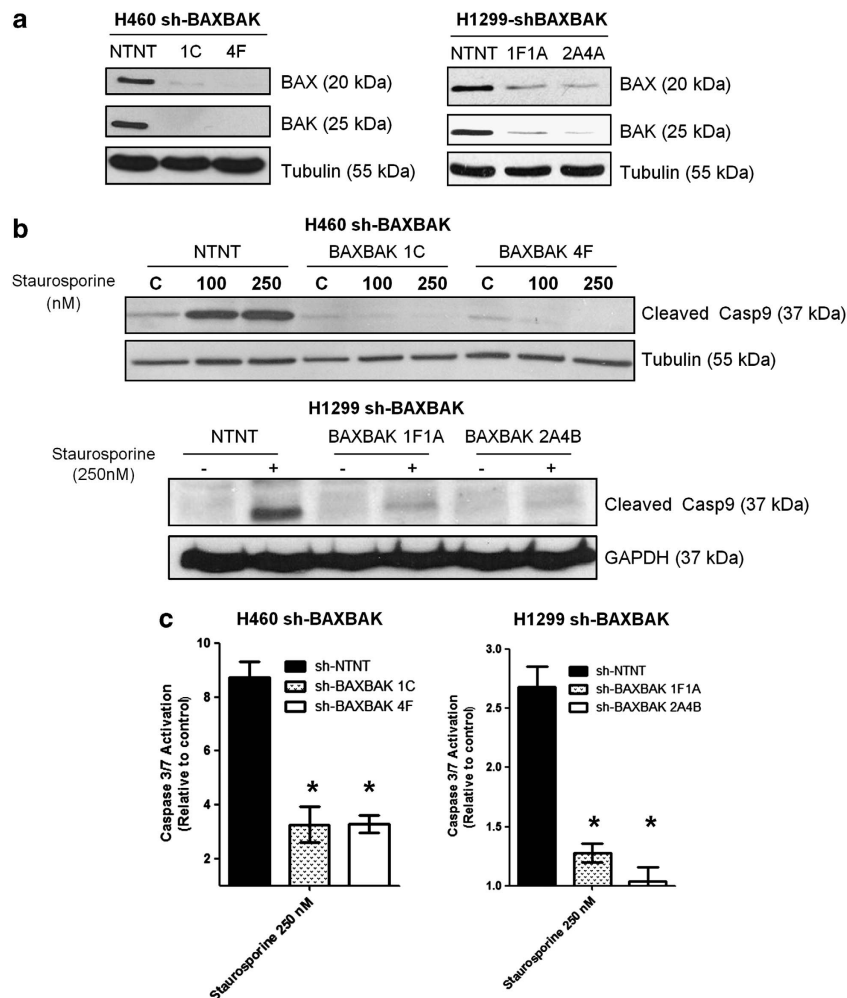 a
H460 sh-BAXBAK
NTNT 1C 4F
BAX (20 kDa)
BAK (25 kDa)
Tubulin (55 kDa)
H1299-shBAXBAK
NTNT 1F1A 2A4A
BAX (20 kDa)
BAK (25 kDa)
Tubulin (55 kDa)
b
H460 sh-BAXBAK
NTNT BAXBAK 1C BAXBAK 4F
Staurosporine
(nM)
C 100 250 C 100 250 C 100 250
Cleaved Casp9 (37 kDa)
Tubulin (55 kDa)
H1299 sh-BAXBAK
NTNT BAXBAK 1F1A BAXBAK 2A4B
Staurosporine
(250nM)
- + - + - +
Cleaved Casp9 (37 kDa)
GAPDH (37 kDa)
c
H460 sh-BAXBAK
Caspase 3/7 Activation
(Relative to control)
10
8
6
4
2
sh-NTNT
sh-BAXBAK 1C
sh-BAXBAK 4F
* *
Staurosporine 250 nM
H1299 sh-BAXBAK
Caspase 3/7 Activation
(Relative to control)
3.0
2.5
2.0
1.5
1.0
sh-NTNT
sh-BAXBAK 1F1A
sh-BAXBAK 2A4B
* *
Staurosporine 250 nM